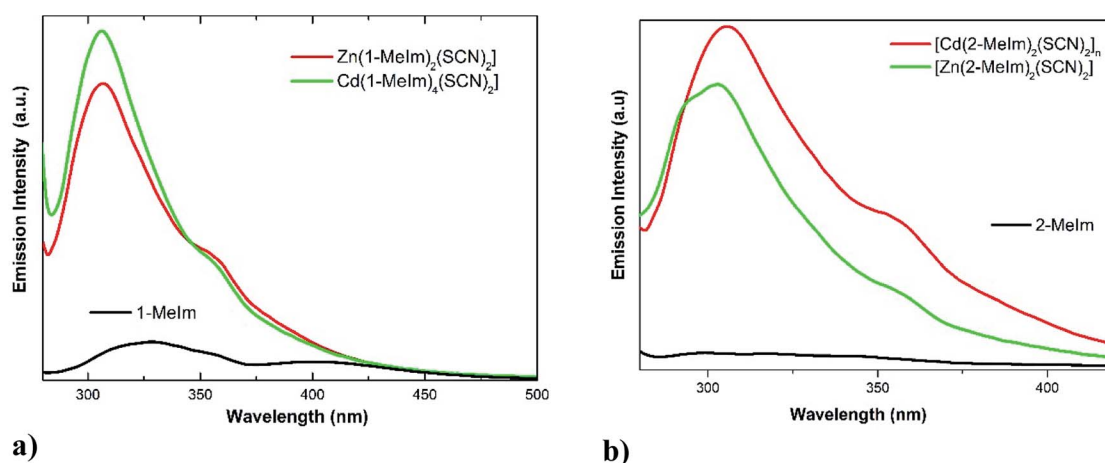 Emission Intensity (a.u.)
Zn(1-MeIm)₂(SCN)₂]
Cd(1-MeIm)₄(SCN)₂]
1-MeIm
300
350
400
450
500
Wavelength (nm)
a)
Emission Intensity (a.u)
[Cd(2-MeIm)₂(SCN)₂]ₙ
[Zn(2-MeIm)₂(SCN)₂]
2-MeIm
300
350
400
Wavelength (nm)
b)